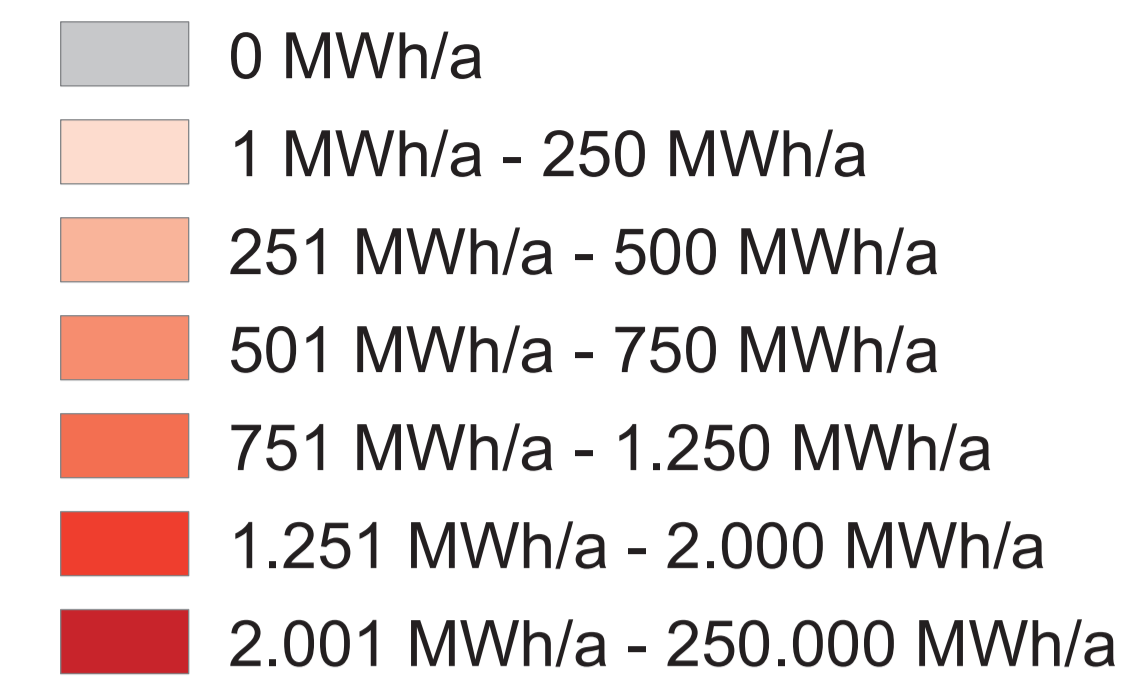 0 MWh/a
1 MWh/a - 250 MWh/a
251 MWh/a - 500 MWh/a
501 MWh/a - 750 MWh/a
751 MWh/a - 1.250 MWh/a
1.251 MWh/a - 2.000 MWh/a
2.001 MWh/a - 250.000 MWh/a